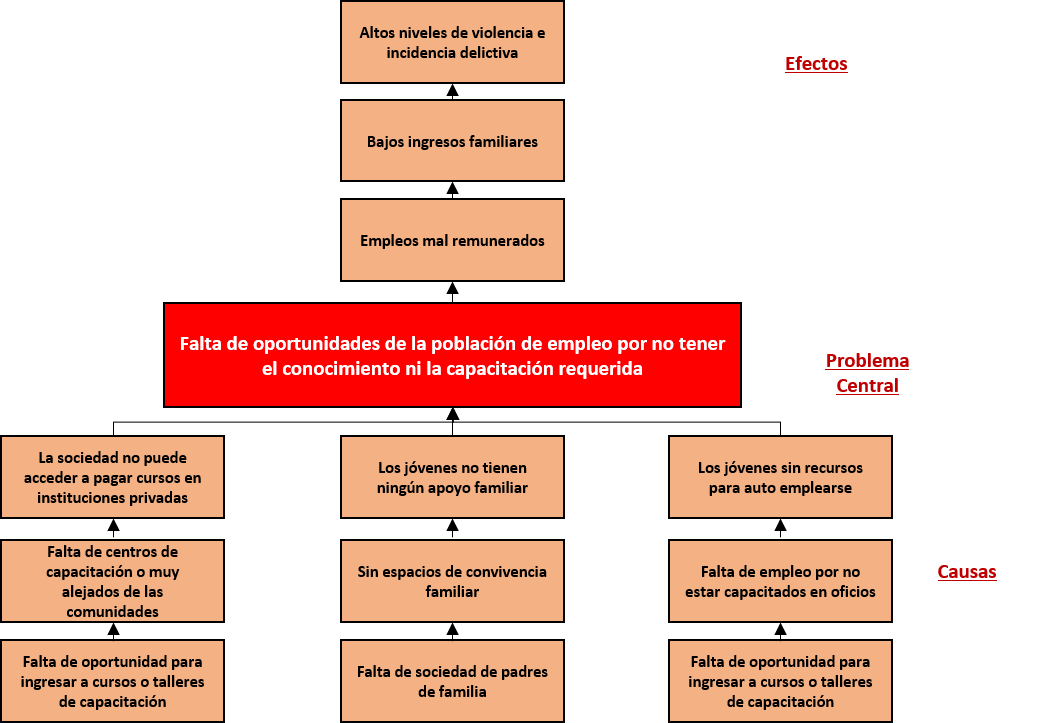 Altos niveles de violencia e
incidencia delictiva
Efectos
Bajos ingresos familiares
Empleos mal remunerados
Falta de oportunidades de la población de empleo por no tener
el conocimiento ni la capacitación requerida
Problema
Central
La sociedad no puede
acceder a pagar cursos en
instituciones privadas
Los jóvenes no tienen
ningún apoyo familiar
Los jóvenes sin recursos
para auto emplearse
Falta de centros de
capacitación o muy
alejados de las
comunidades
Sin espacios de convivencia
familiar
Falta de empleo por no
estar capacitados en oficios
Causas
Falta de oportunidad para
ingresar a cursos o talleres
de capacitación
Falta de sociedad de padres
de familia
Falta de oportunidad para
ingresar a cursos o talleres
de capacitación